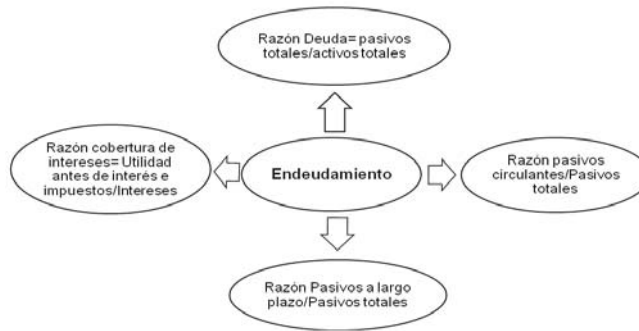 Razón Deuda= pasivos
totales/activos totales
Razón cobertura de
intereses= Utilidad
antes de interés e
impuestos/Intereses
Endeudamiento
Razón pasivos
circulantes/Pasivos
totales
Razón Pasivos a largo
plazo/Pasivos totales